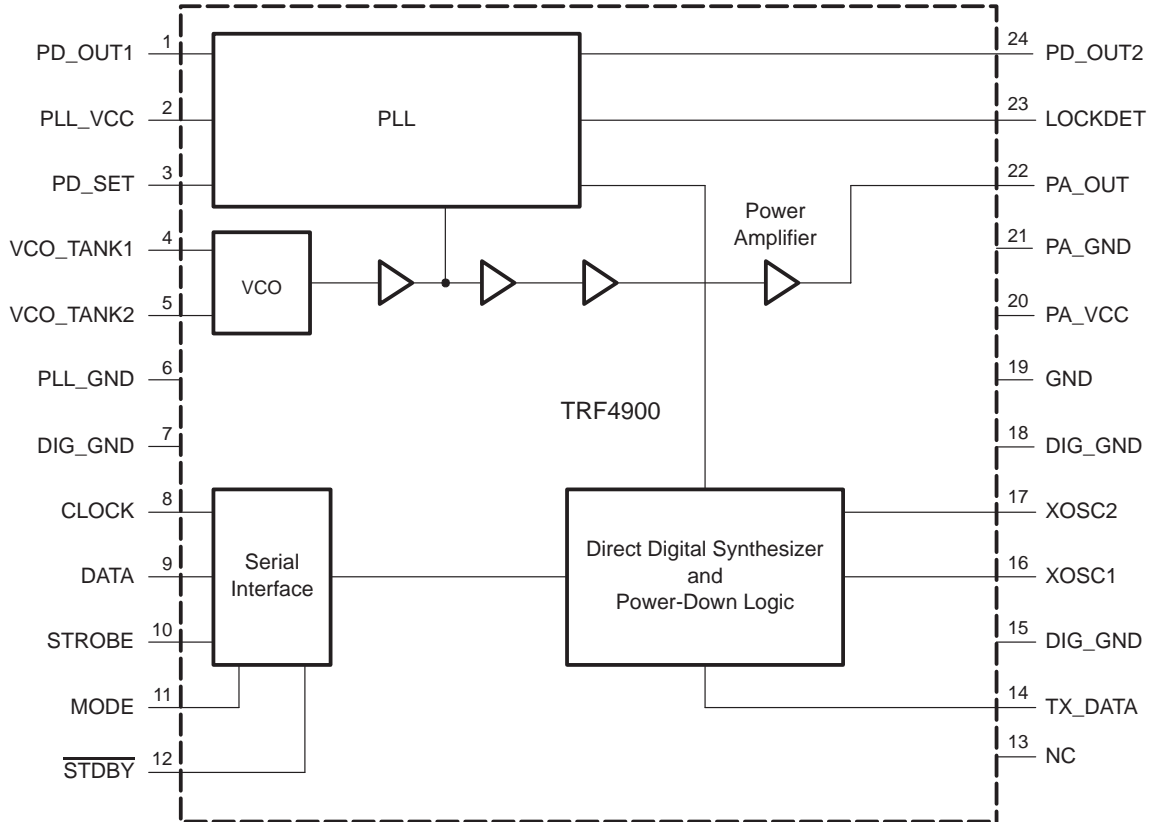 PD_OUT1 1
PLL_VCC 2
PD_SET 3
VCO_TANK1 4
VCO_TANK2 5
PLL_GND 6
DIG_GND 7
CLOCK 8
DATA 9
STROBE 10
MODE 11
STDBY 12
PLL
VCO
Power
Amplifier
TRF4900
Serial
Interface
Direct Digital Synthesizer
and
Power-Down Logic
24 PD_OUT2
23 LOCKDET
22 PA_OUT
21 PA_GND
20 PA_VCC
19 GND
18 DIG_GND
17 XOSC2
16 XOSC1
15 DIG_GND
14 TX_DATA
13 NC